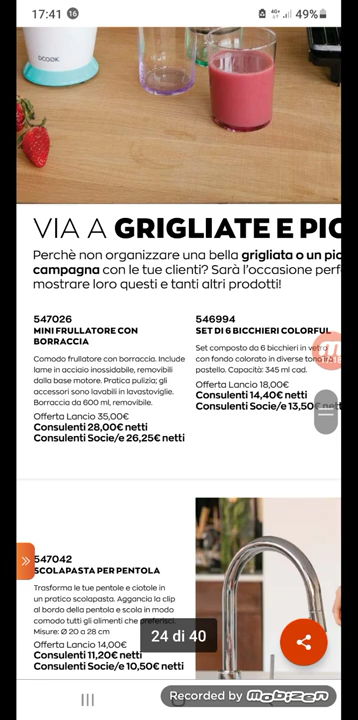 17:41 16 4G+ 49%
DCOOK
VIA A GRIGLIATE E PIC
Perchè non organizzare una bella grigliata o un pic
campagna con le tue clienti? Sarà l'occasione perf
mostrare loro questi e tanti altri prodotti!
547026
MINI FRULLATORE CON
BORRACCIA
Comodo frullatore con borraccia. Include
lame in acciaio inossidabile, removibili
dalla base motore. Pratica pulizia; gli
accessori sono lavabili in lavastoviglie.
Borraccia da 600 ml, removibile.
Offerta Lancio 35,00€
Consulenti 28,00€ netti
Consulenti Socie/e 26,25€ netti
546994
SET DI 6 BICCHIERI COLORFUL
Set composto da 6 bicchieri in vetro
con fondo colorato in diverse tonalità
pastello. Capacità: 345 ml cad.
Offerta Lancio 18,00€
Consulenti 14,40€ netti
Consulenti Socie/e 13,50€ nett
547042
SCOLAPASTA PER PENTOLA
Trasforma le tue pentole e ciotole in
un pratico scolapasta. Aggancia la clip
al bordo della pentola e scola in modo
comodo tutti gli alimenti che preferisci.
Misure: Ø 20 a 28 cm
Offerta Lancio 14,00€
Consulenti 11,20€ netti
Consulenti Socie/e 10,50€ netti
24 di 40
Recorded by mobizen